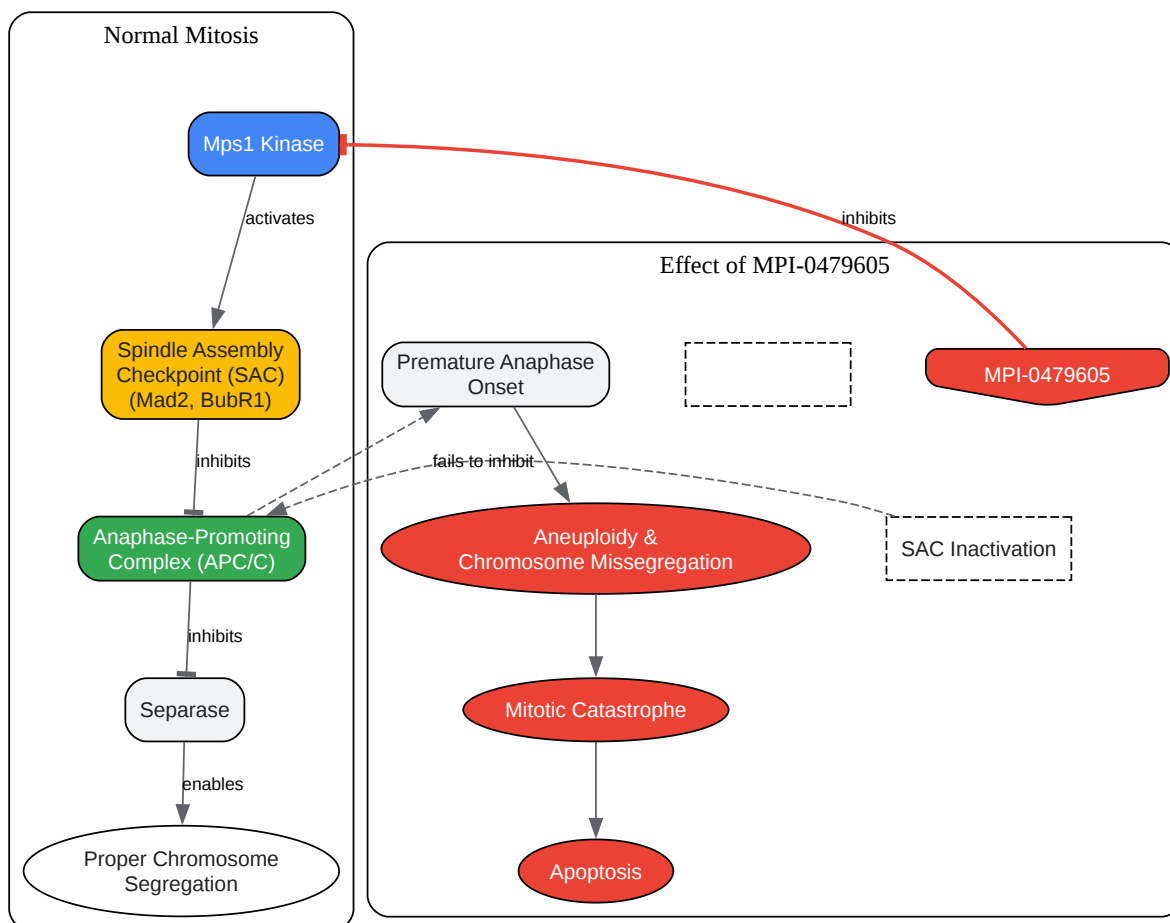 Normal Mitosis
Mps1 Kinase
activates
inhibits
Effect of MPI-0479605
Spindle Assembly
Checkpoint (SAC)
(Mad2, BubR1)
Premature Anaphase
Onset
MPI-0479605
inhibits
fails to inhibit
Anaphase-Promoting
Complex (APC/C)
Aneuploidy &
Chromosome Missegregation
SAC Inactivation
inhibits
Separase
Mitotic Catastrophe
enables
Proper Chromosome
Segregation
Apoptosis